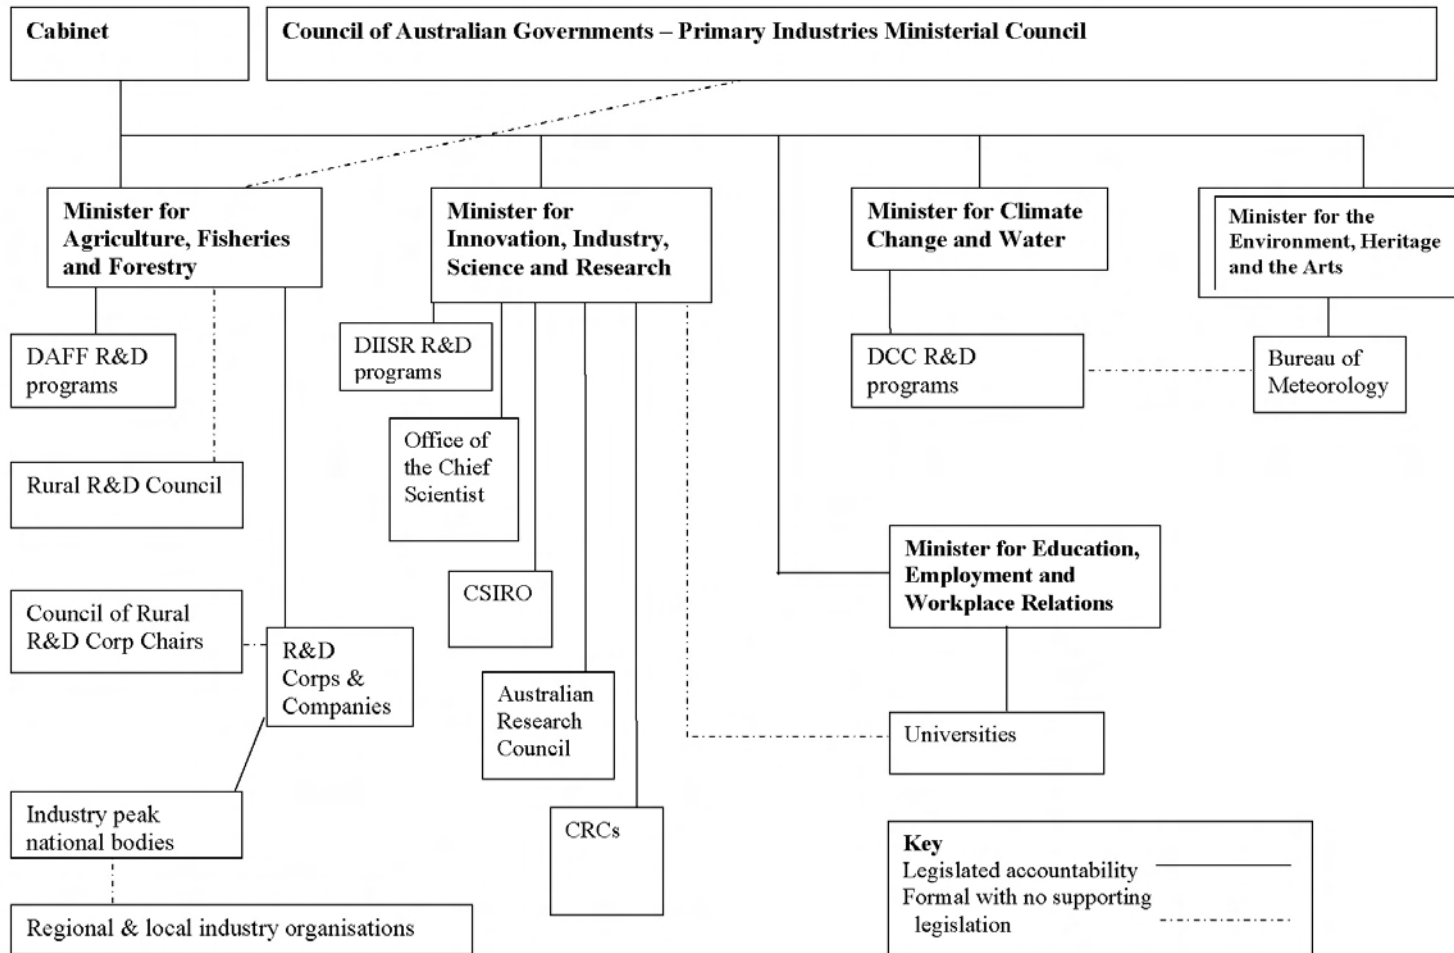 Cabinet
Council of Australian Governments – Primary Industries Ministerial Council
Minister for
Agriculture, Fisheries
and Forestry
Minister for
Innovation, Industry,
Science and Research
Minister for Climate
Change and Water
Minister for the
Environment, Heritage
and the Arts
DAFF R&D
programs
DIISR R&D
programs
DCC R&D
programs
Bureau of
Meteorology
Office of
the Chief
Scientist
Rural R&D Council
Minister for Education,
Employment and
Workplace Relations
CSIRO
Council of Rural
R&D Corp Chairs
R&D
Corps &
Companies
Australian
Research
Council
Universities
Industry peak
national bodies
CRCs
Regional & local industry organisations
Key
Legislated accountability
Formal with no supporting
legislation